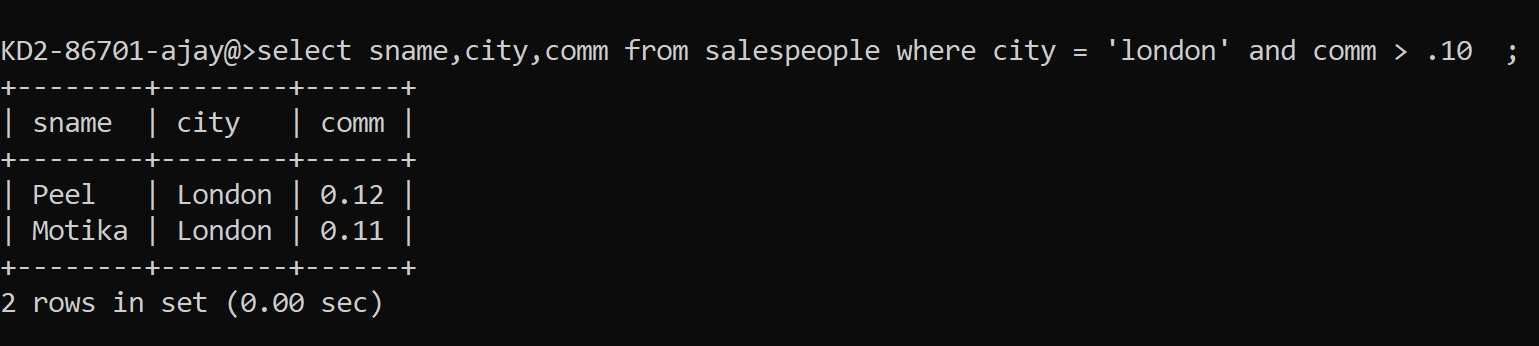 KD2-86701-ajay@>select sname,city,comm from salespeople where city = 'london' and comm > .10  ;
+--------+--------+------+
| sname  | city   | comm |
+--------+--------+------+
| Peel   | London | 0.12 |
| Motika | London | 0.11 |
+--------+--------+------+
2 rows in set (0.00 sec)